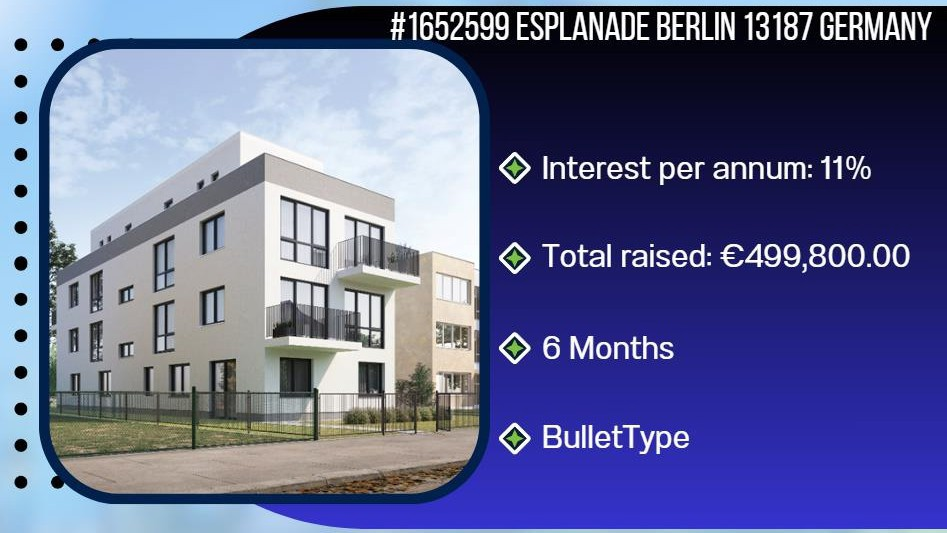 #1652599 ESPLANADE BERLIN 13187 GERMANY
Interest per annum: 11%
Total raised: €499,800.00
6 Months
BulletType